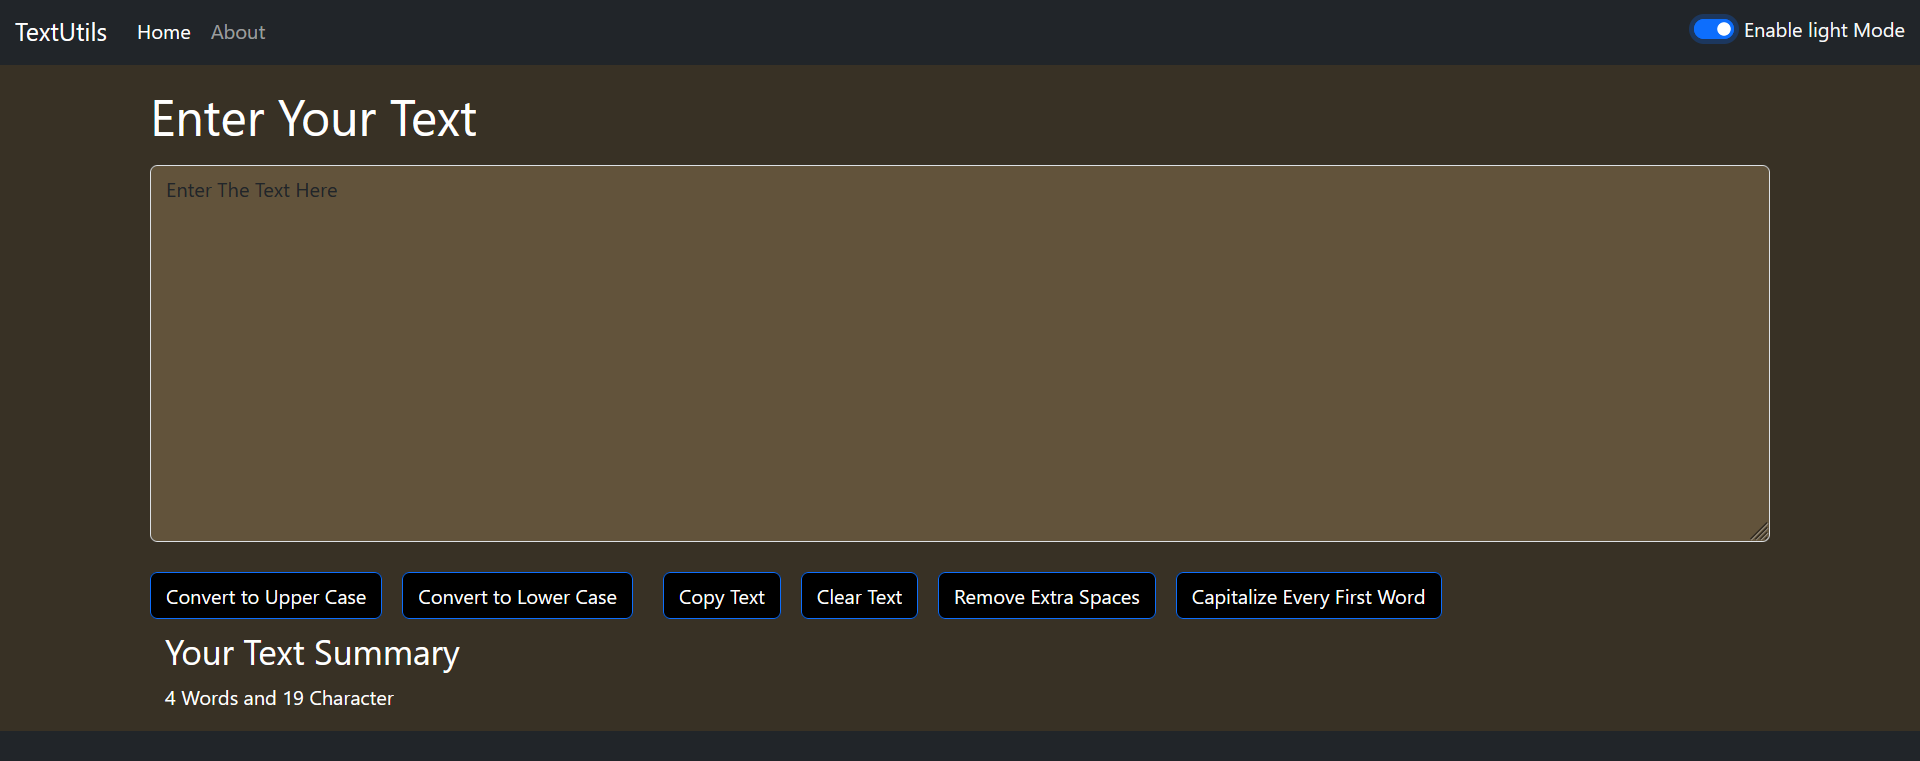 TextUtils Home About Enable light Mode
Enter Your Text
Enter The Text Here
Convert to Upper Case Convert to Lower Case Copy Text Clear Text Remove Extra Spaces Capitalize Every First Word
Your Text Summary
4 Words and 19 Character